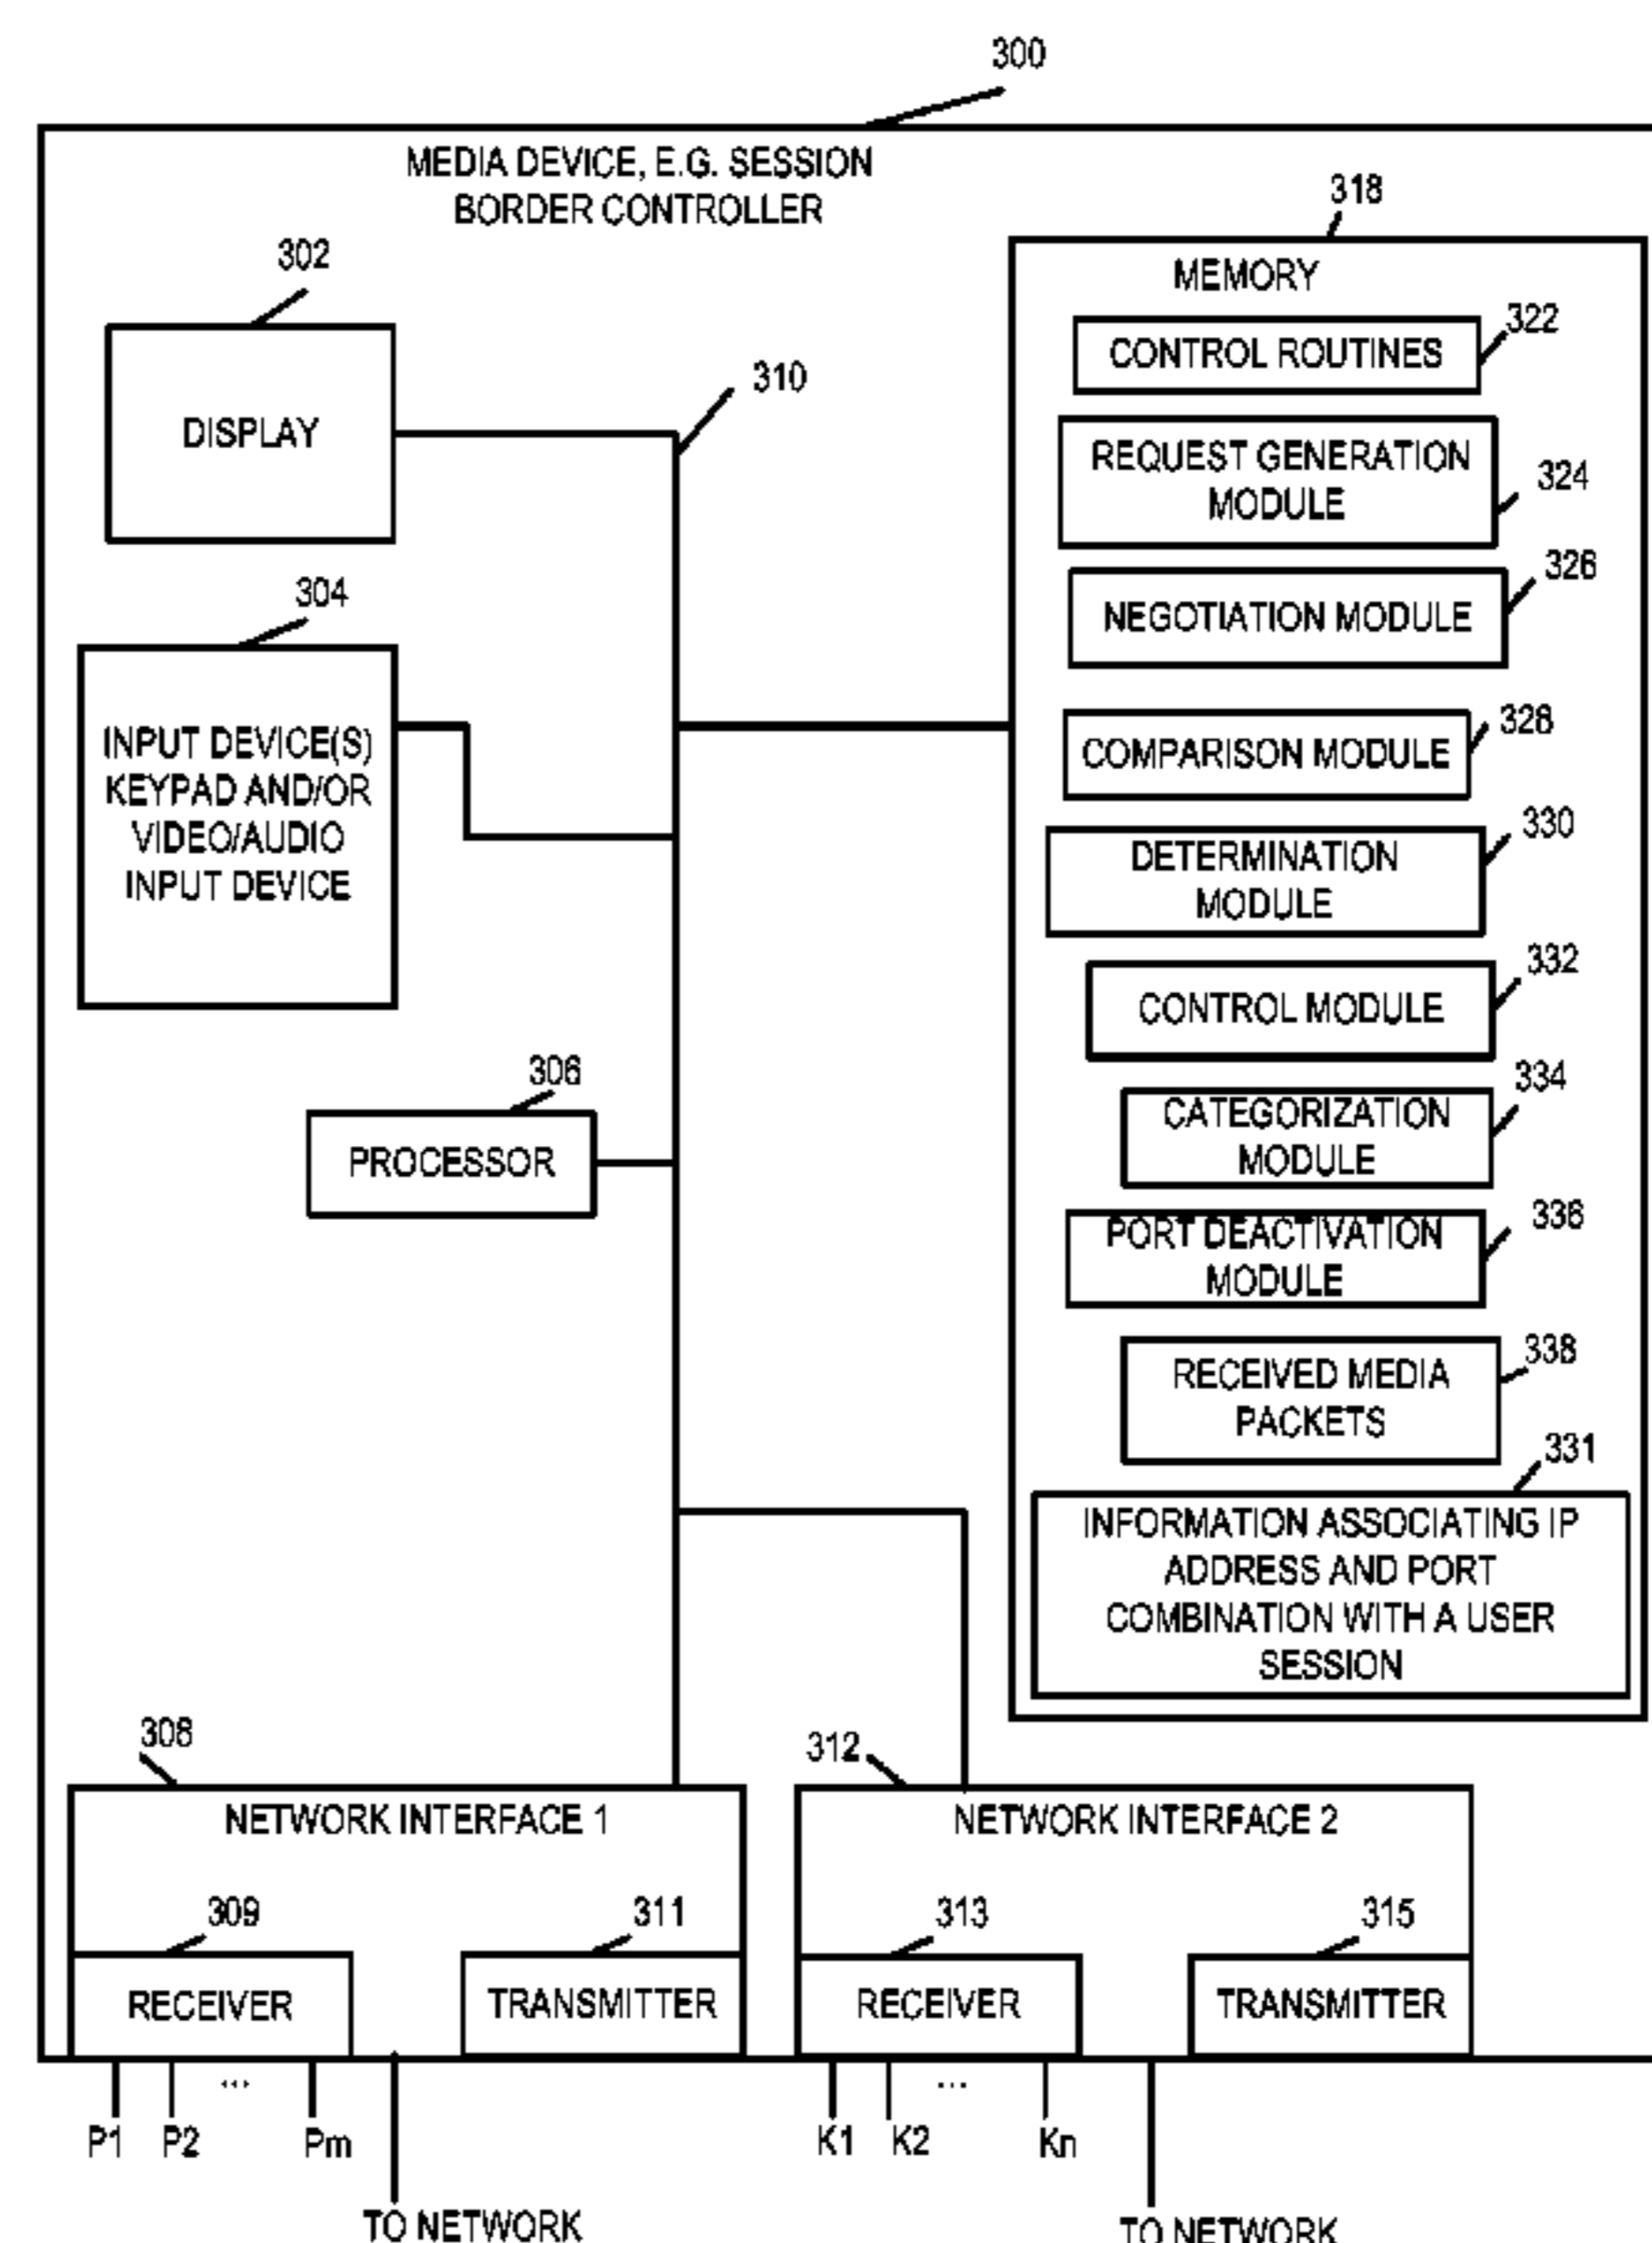 300
MEDIA DEVICE, E.G. SESSION
BORDER CONTROLLER
302
DISPLAY
310
304
INPUT DEVICE(S)
KEYPAD AND/OR
VIDEO/AUDIO
INPUT DEVICE
306
PROCESSOR
318
MEMORY
322
CONTROL ROUTINES
REQUEST GENERATION
MODULE
324
326
NEGOTIATION MODULE
328
COMPARISON MODULE
330
DETERMINATION
MODULE
332
CONTROL MODULE
334
CATEGORIZATION
MODULE
336
PORT DEACTIVATION
MODULE
338
RECEIVED MEDIA
PACKETS
331
INFORMATION ASSOCIATING IP
ADDRESS AND PORT
COMBINATION WITH A USER
SESSION
308
NETWORK INTERFACE 1
309
RECEIVER
311
TRANSMITTER
312
NETWORK INTERFACE 2
313
RECEIVER
315
TRANSMITTER
P1 P2 ... Pm
K1 K2 ... Kn
TO NETWORK
TO NETWORK